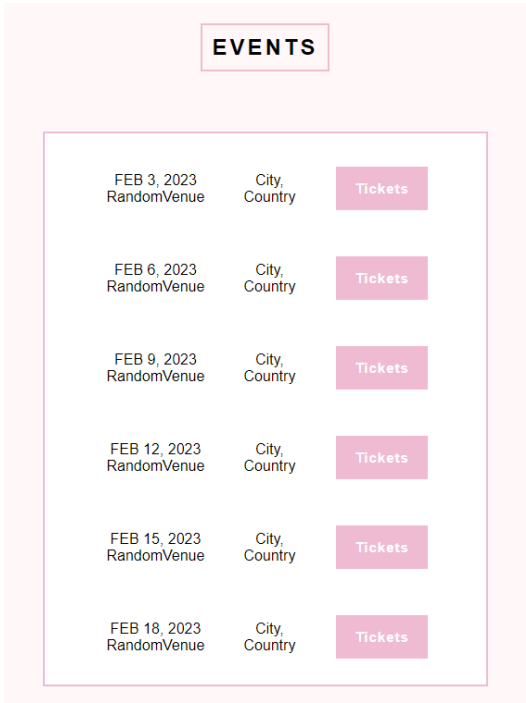 EVENTS
FEB 3, 2023
RandomVenue
City,
Country
Tickets
FEB 6, 2023
RandomVenue
City,
Country
Tickets
FEB 9, 2023
RandomVenue
City,
Country
Tickets
FEB 12, 2023
RandomVenue
City,
Country
Tickets
FEB 15, 2023
RandomVenue
City,
Country
Tickets
FEB 18, 2023
RandomVenue
City,
Country
Tickets